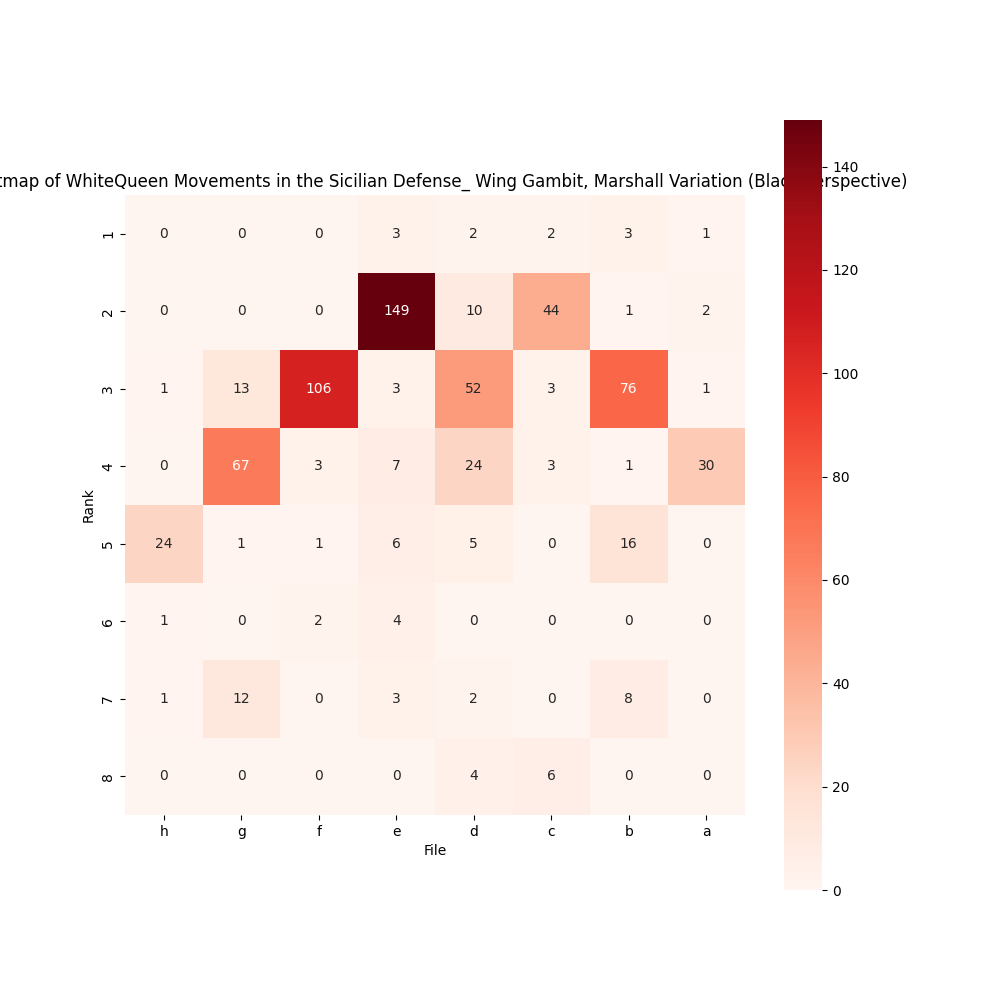 tmap of WhiteQueen Movements in the Sicilian Defense_ Wing Gambit, Marshall Variation (Blac erspective)
140
120
100
80
60
40
20
0
Rank
1 0 0 0 3 2 2 3 1
2 0 0 0 149 10 44 1 2
3 1 13 106 3 52 3 76 1
4 0 67 3 7 24 3 1 30
5 24 1 1 6 5 0 16 0
6 1 0 2 4 0 0 0 0
7 1 12 0 3 2 0 8 0
8 0 0 0 0 4 6 0 0
h g f e d c b a
File